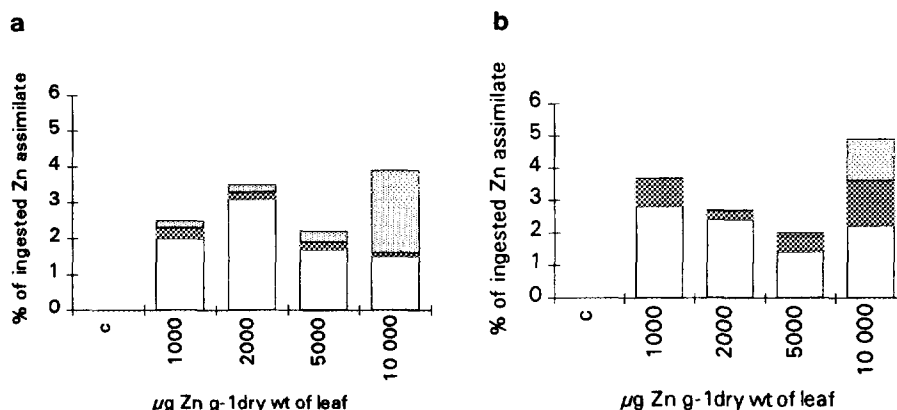 a
% of ingested Zn assimilate
6
5
4
3
2
1
0
c
1000
2000
5000
10 000
µg Zn g-1dry wt of leaf
b
% of ingested Zn assimilate
6
5
4
3
2
1
0
c
1000
2000
5000
10 000
µg Zn g-1dry wt of leaf